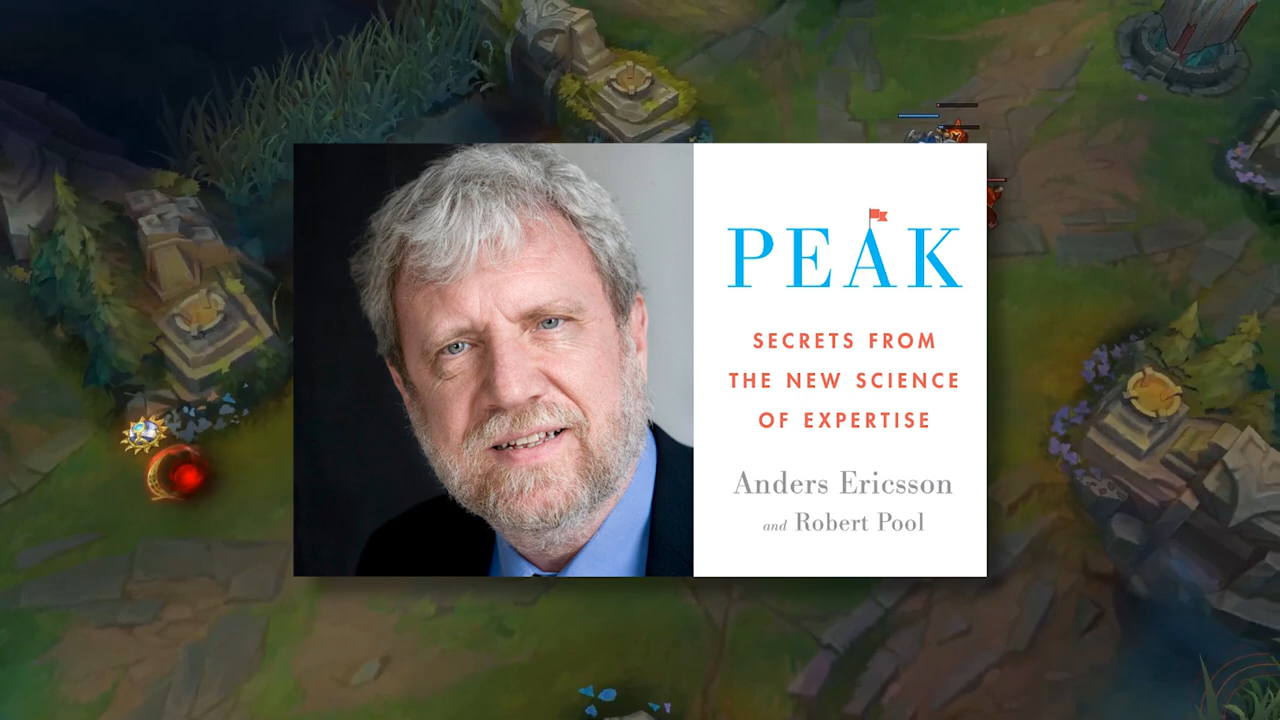 PEAK
SECRETS FROM
THE NEW SCIENCE
OF EXPERTISE
Anders Ericsson
and Robert Pool